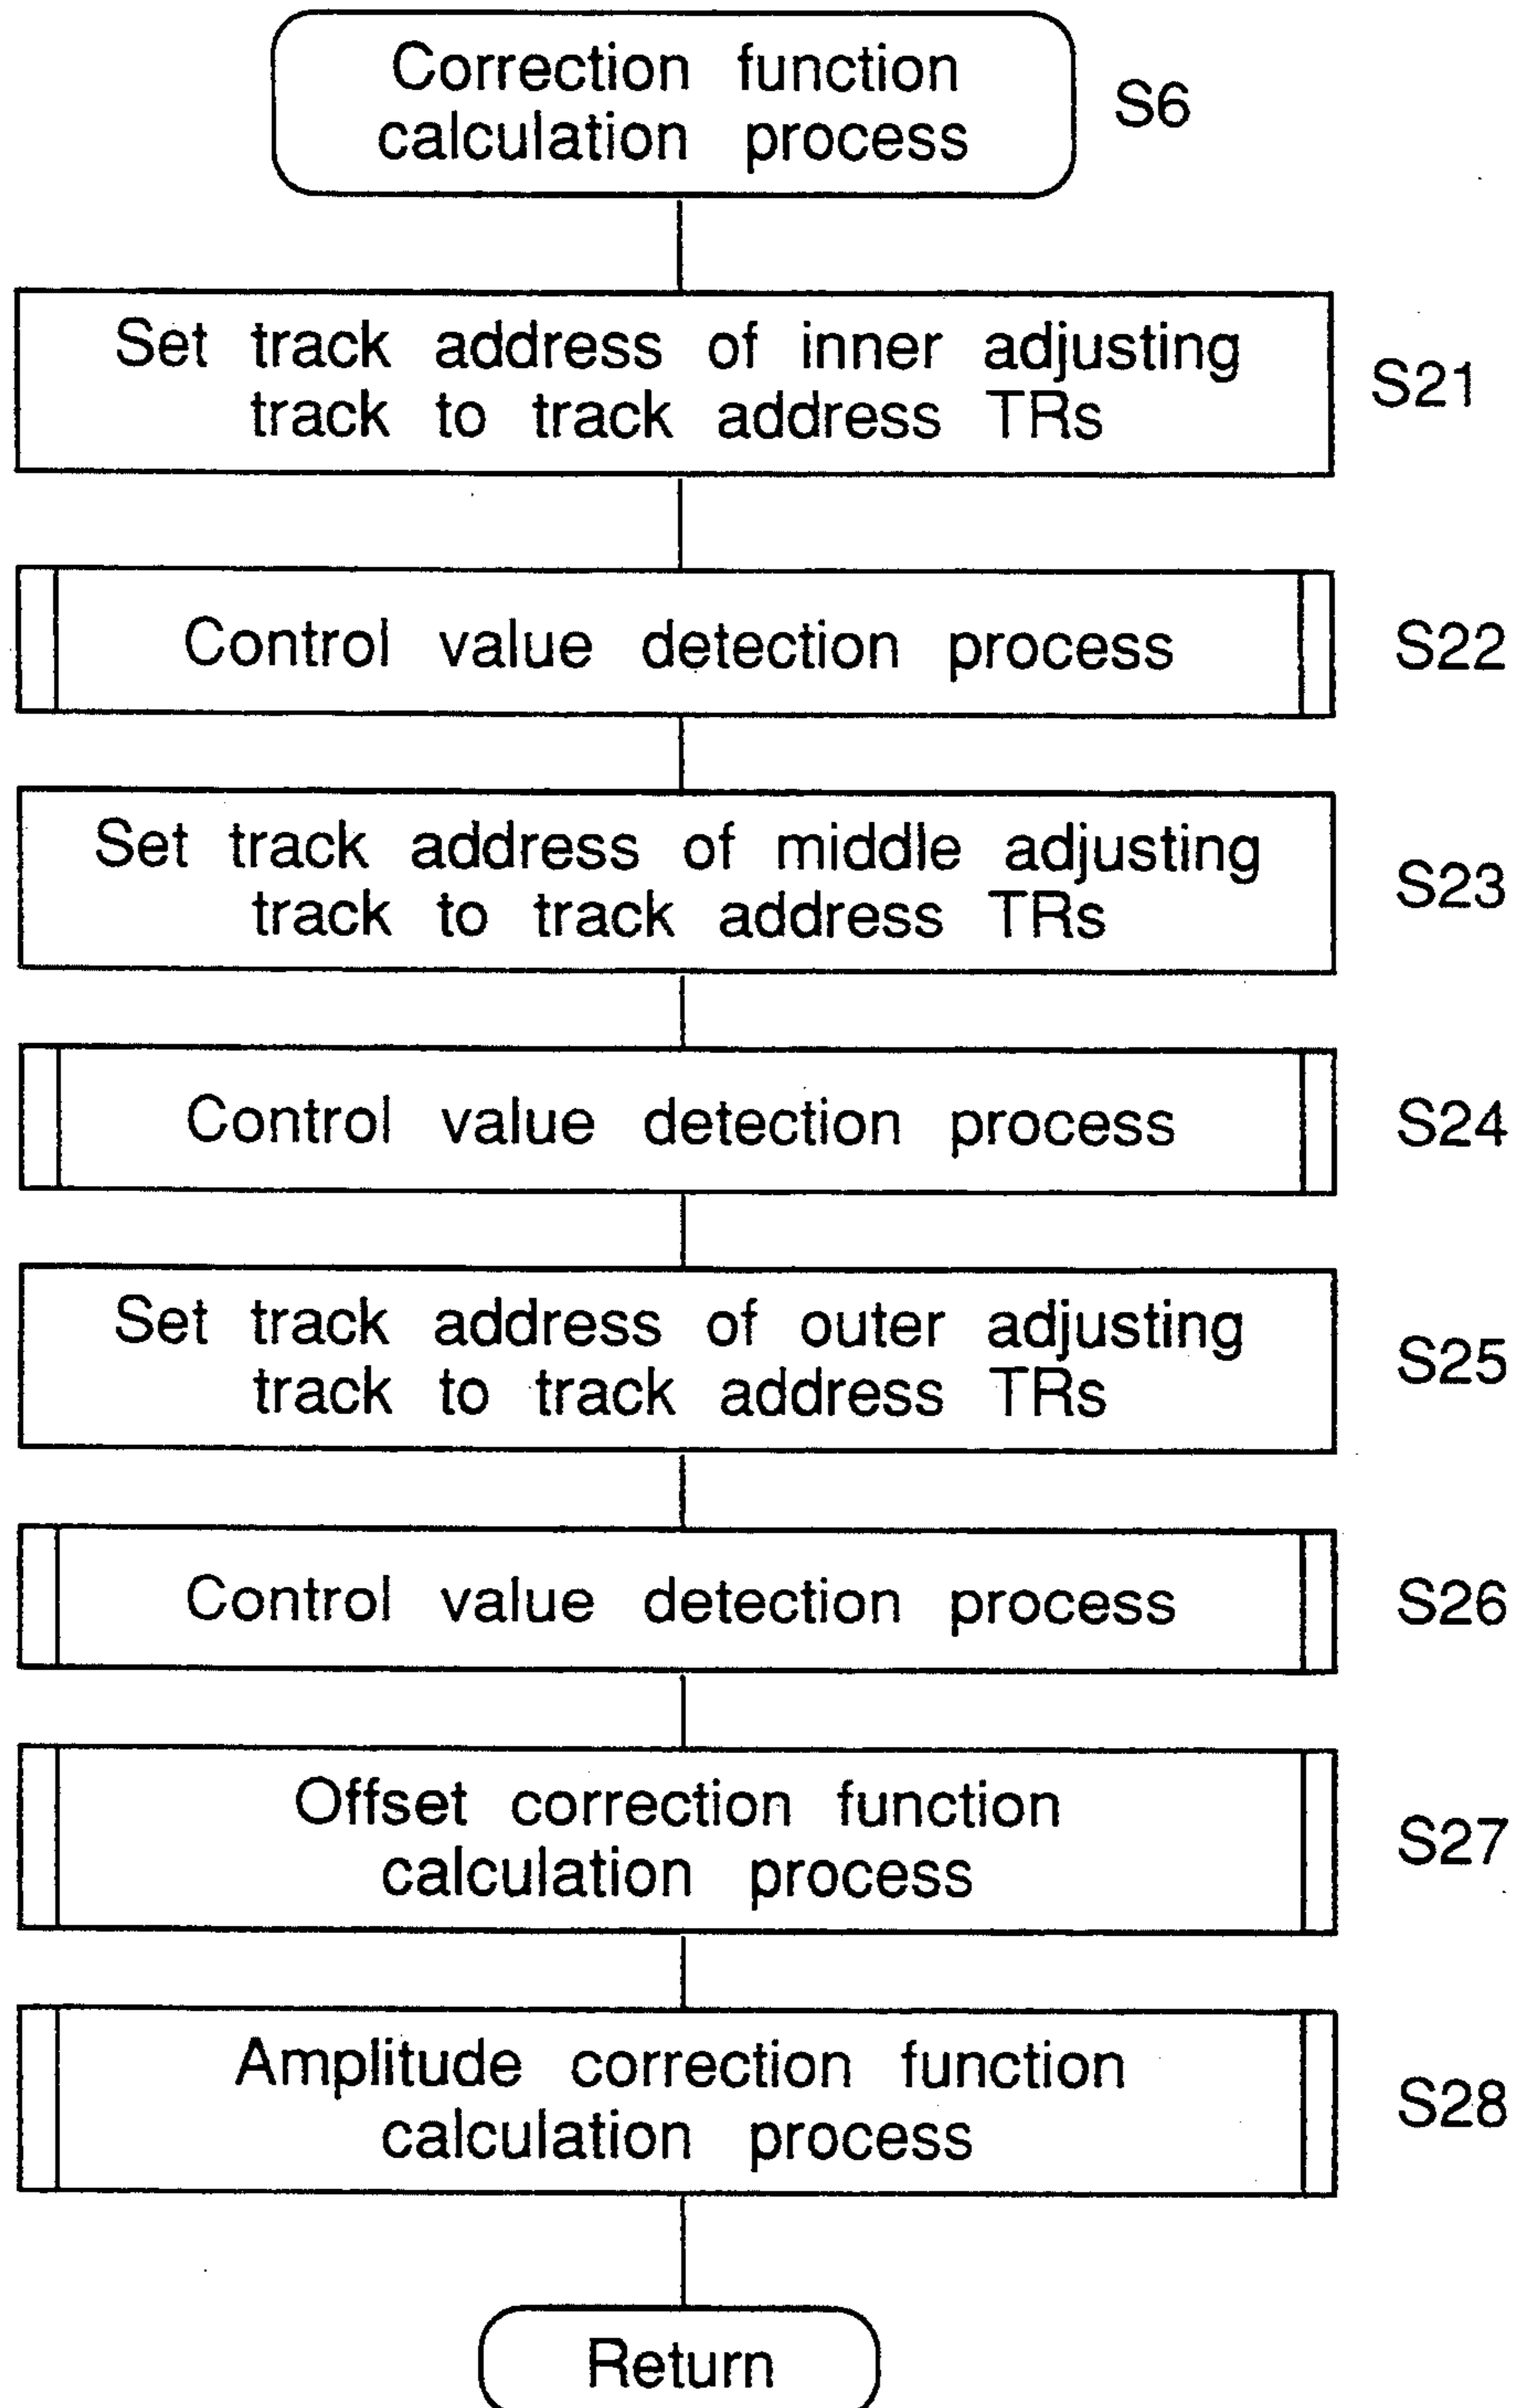 Correction function
calculation process
S6
Set track address of inner adjusting
track to track address TRs
S21
Control value detection process
S22
Set track address of middle adjusting
track to track address TRs
S23
Control value detection process
S24
Set track address of outer adjusting
track to track address TRs
S25
Control value detection process
S26
Offset correction function
calculation process
S27
Amplitude correction function
calculation process
S28
Return